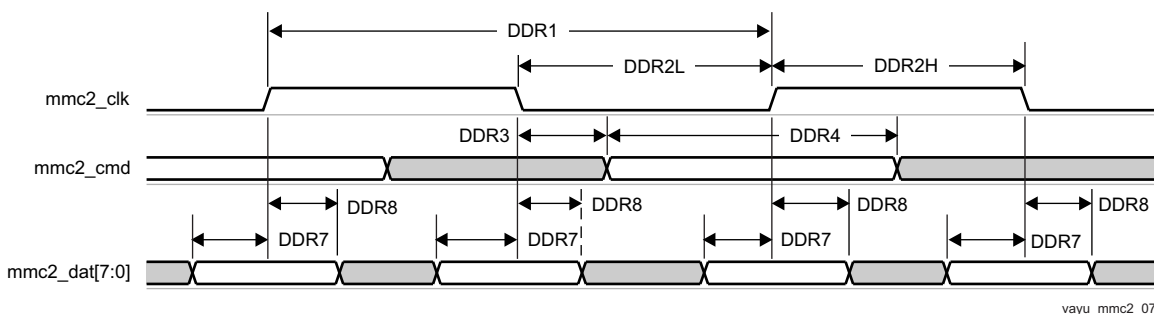 DDR1
DDR2L DDR2H
mmc2_clk
DDR3 DDR4
mmc2_cmd
DDR8 DDR8 DDR8 DDR8
DDR7 DDR7 DDR7 DDR7
mmc2_dat[7:0]
vayu_mmc2_07